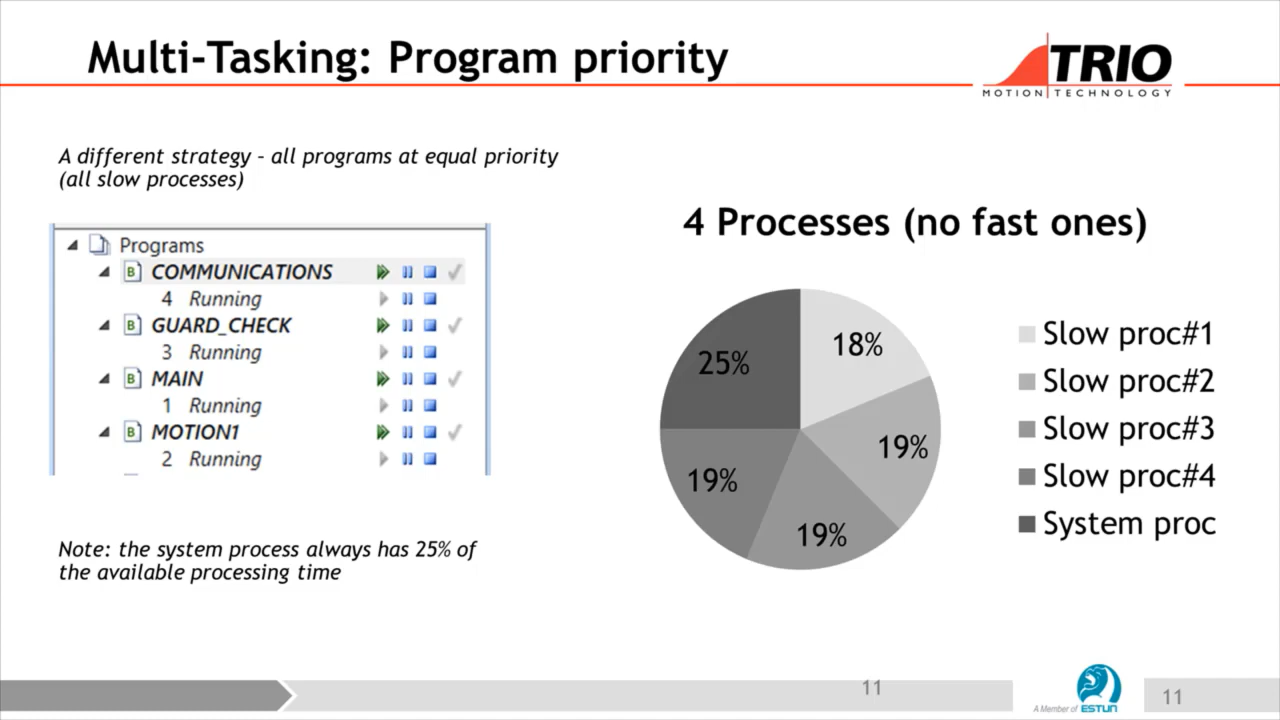 Multi-Tasking: Program priority
TRIO
MOTION TECHNOLOGY
A different strategy – all programs at equal priority
(all slow processes)
Programs
B COMMUNICATIONS
4 Running
B GUARD_CHECK
3 Running
B MAIN
1 Running
B MOTION1
2 Running
Note: the system process always has 25% of
the available processing time
4 Processes (no fast ones)
18%
19%
19%
19%
25%
Slow proc#1
Slow proc#2
Slow proc#3
Slow proc#4
System proc
11
A Member of ESTUN
11